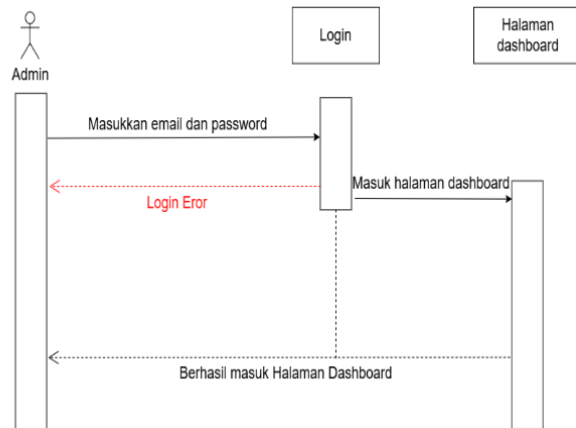 Admin
Login
Halaman
dashboard
Masukkan email dan password
Masuk halaman dashboard
Login Eror
Berhasil masuk Halaman Dashboard